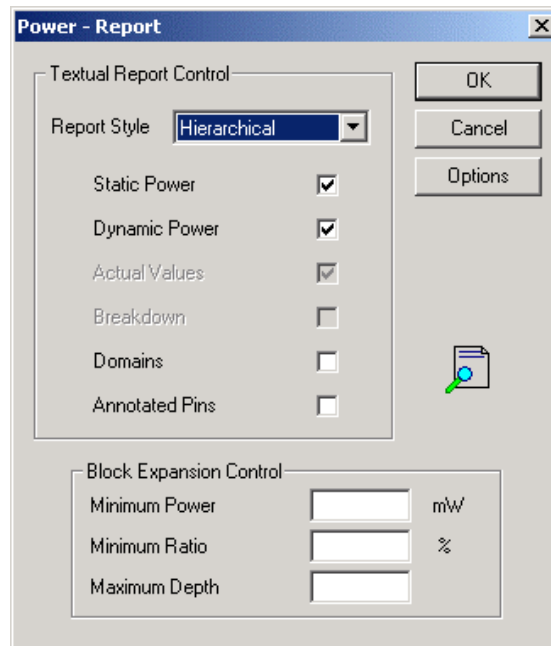 Power - Report
Textual Report Control
OK
Report Style Hierarchical
Cancel
Static Power
Options
Dynamic Power
Actual Values
Breakdown
Domains
Annotated Pins
Block Expansion Control
Minimum Power mW
Minimum Ratio %
Maximum Depth